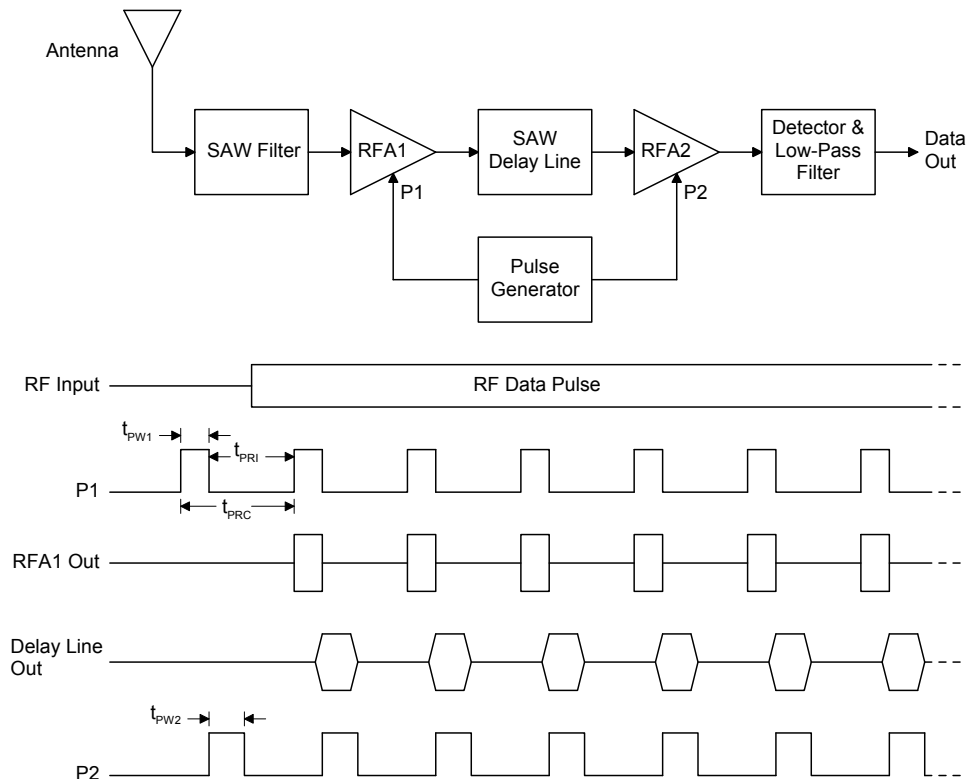 Antenna
SAW Filter
RFA1
SAW
Delay Line
RFA2
Detector &
Low-Pass
Filter
Data
Out
P1
P2
Pulse
Generator
RF Input
RF Data Pulse
tPW1
tPRI
P1
tPRC
RFA1 Out
Delay Line
Out
tPW2
P2